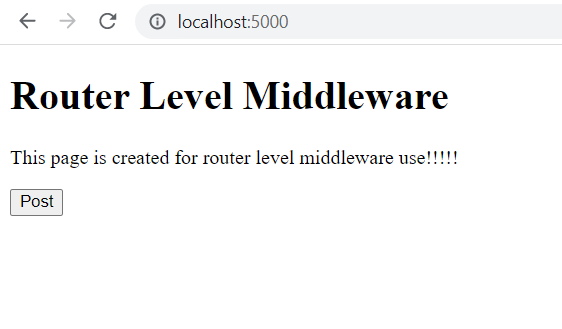 localhost:5000
Router Level Middleware
This page is created for router level middleware use!!!!!
Post